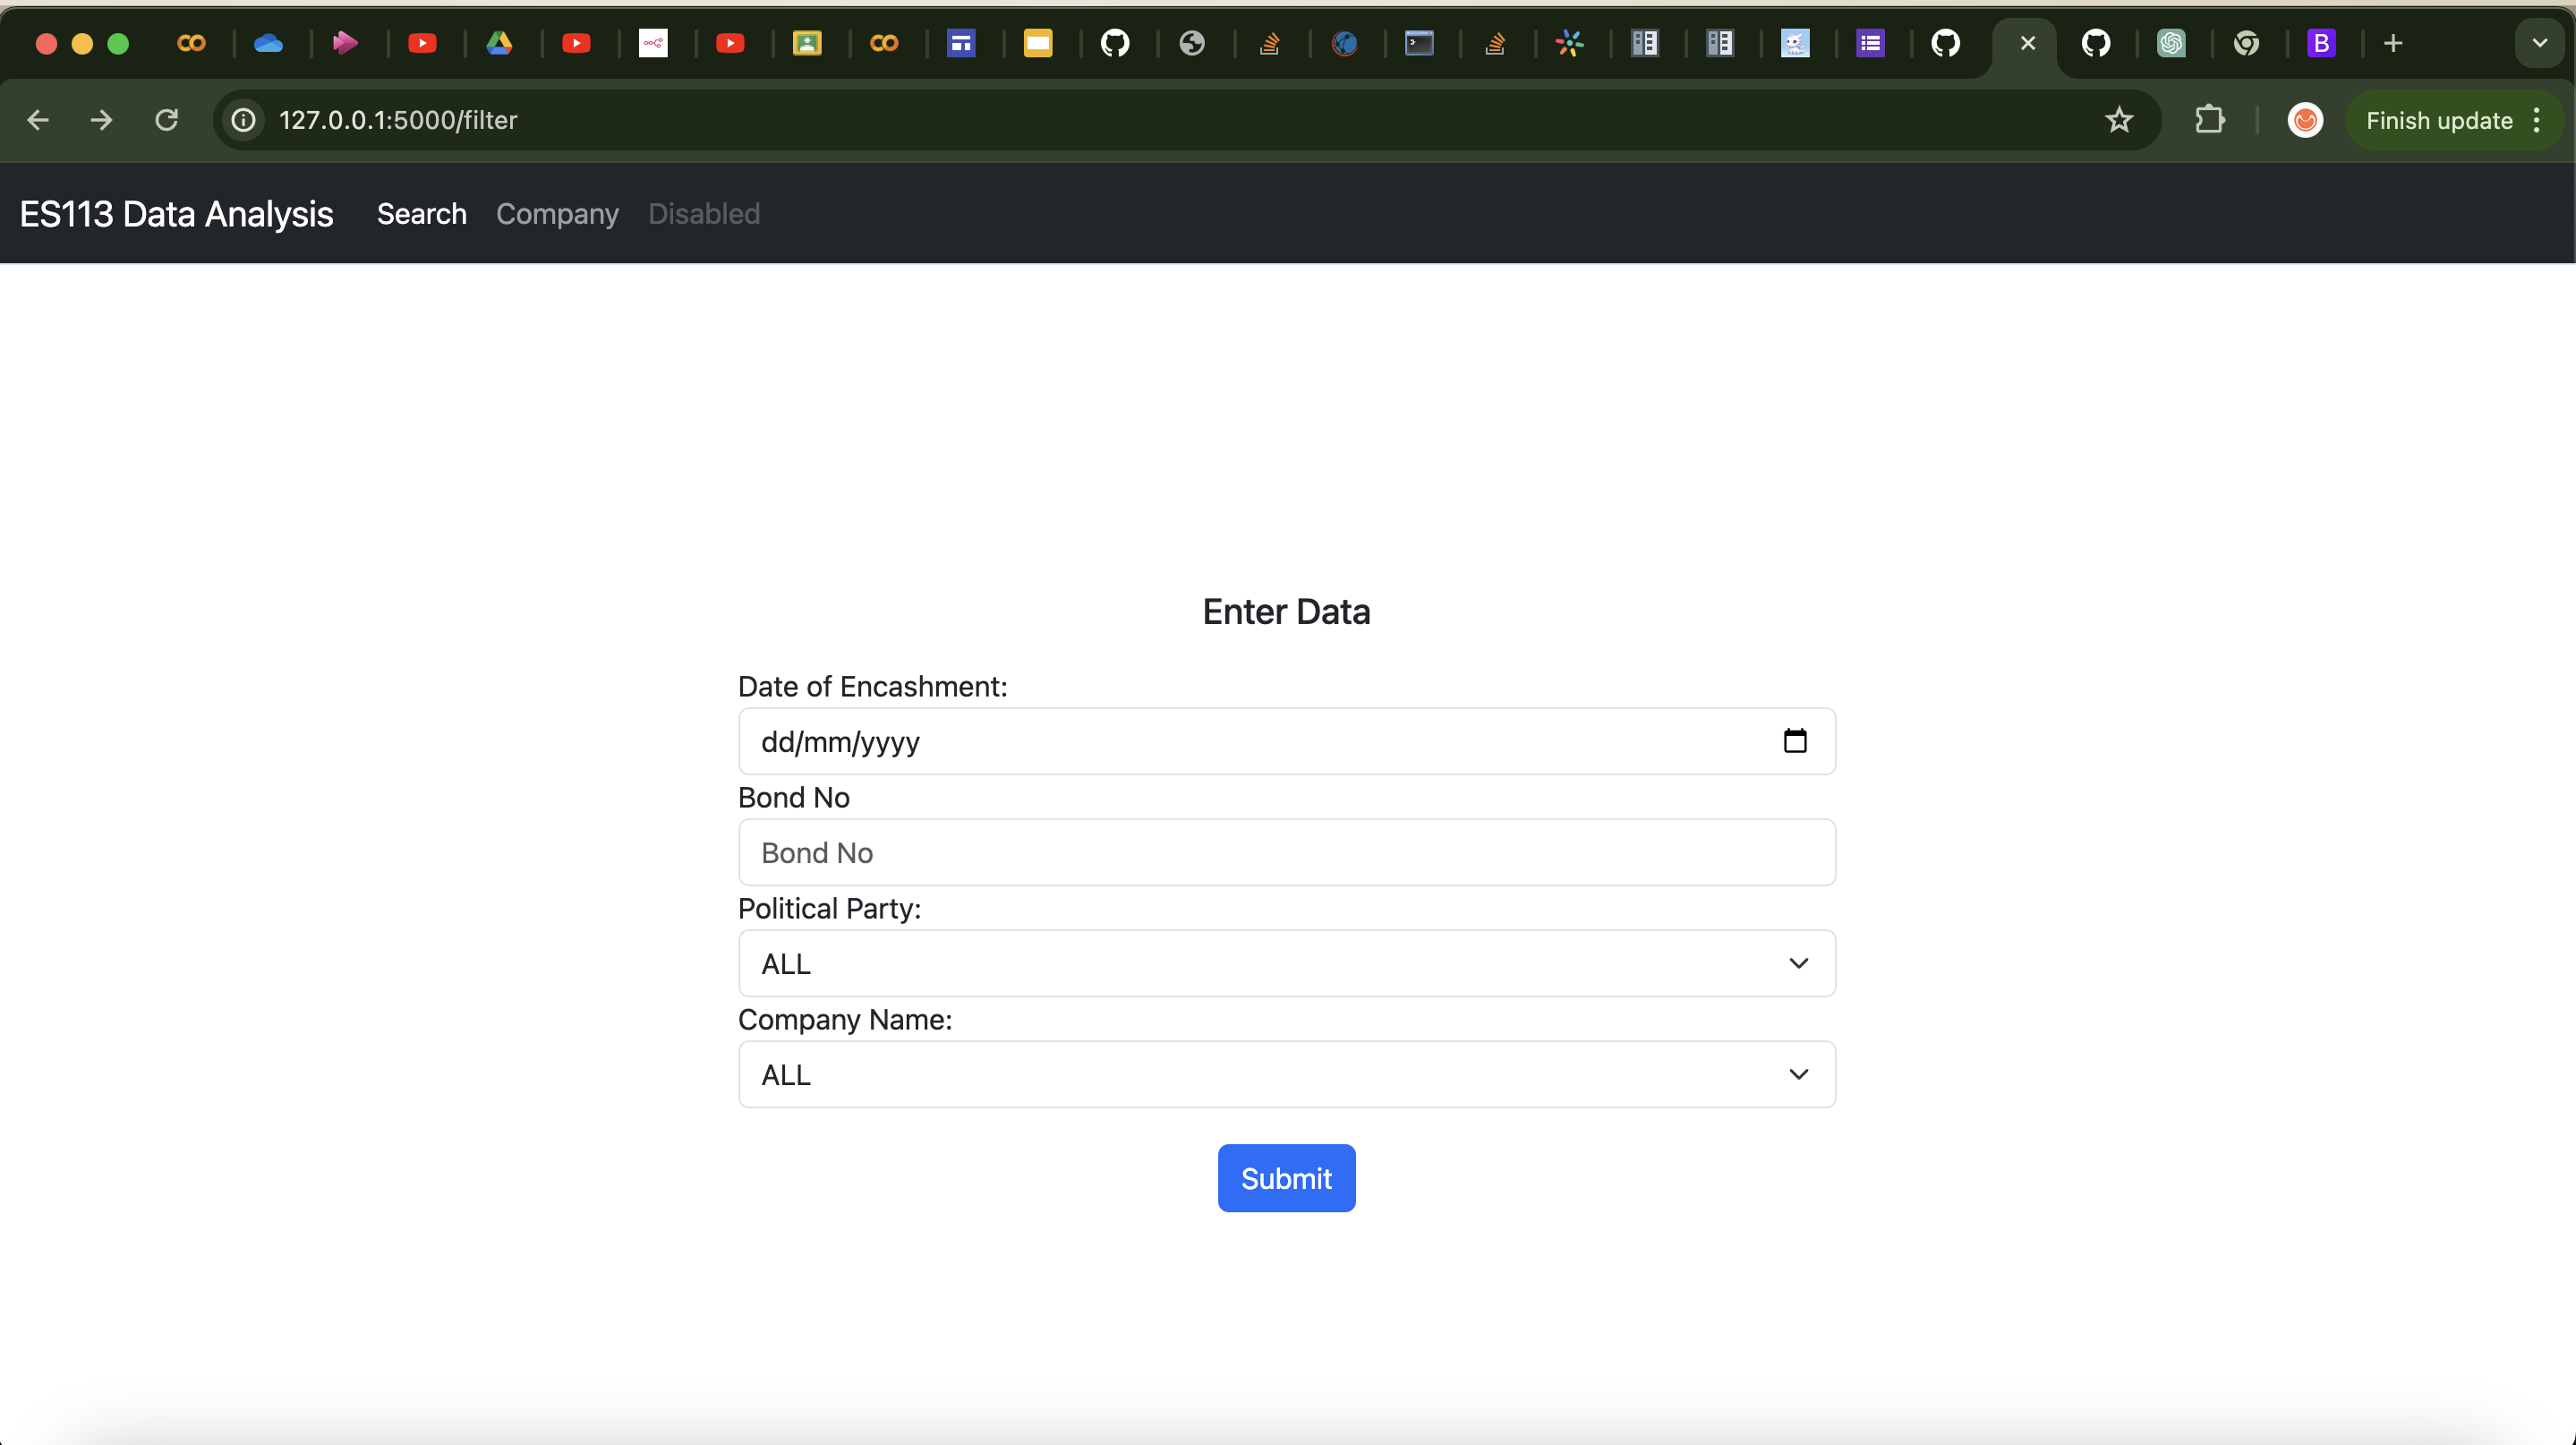 127.0.0.1:5000/filter
Finish update
ES113 Data Analysis Search Company Disabled
Enter Data
Date of Encashment:
dd/mm/yyyy
Bond No
Bond No
Political Party:
ALL
Company Name:
ALL
Submit